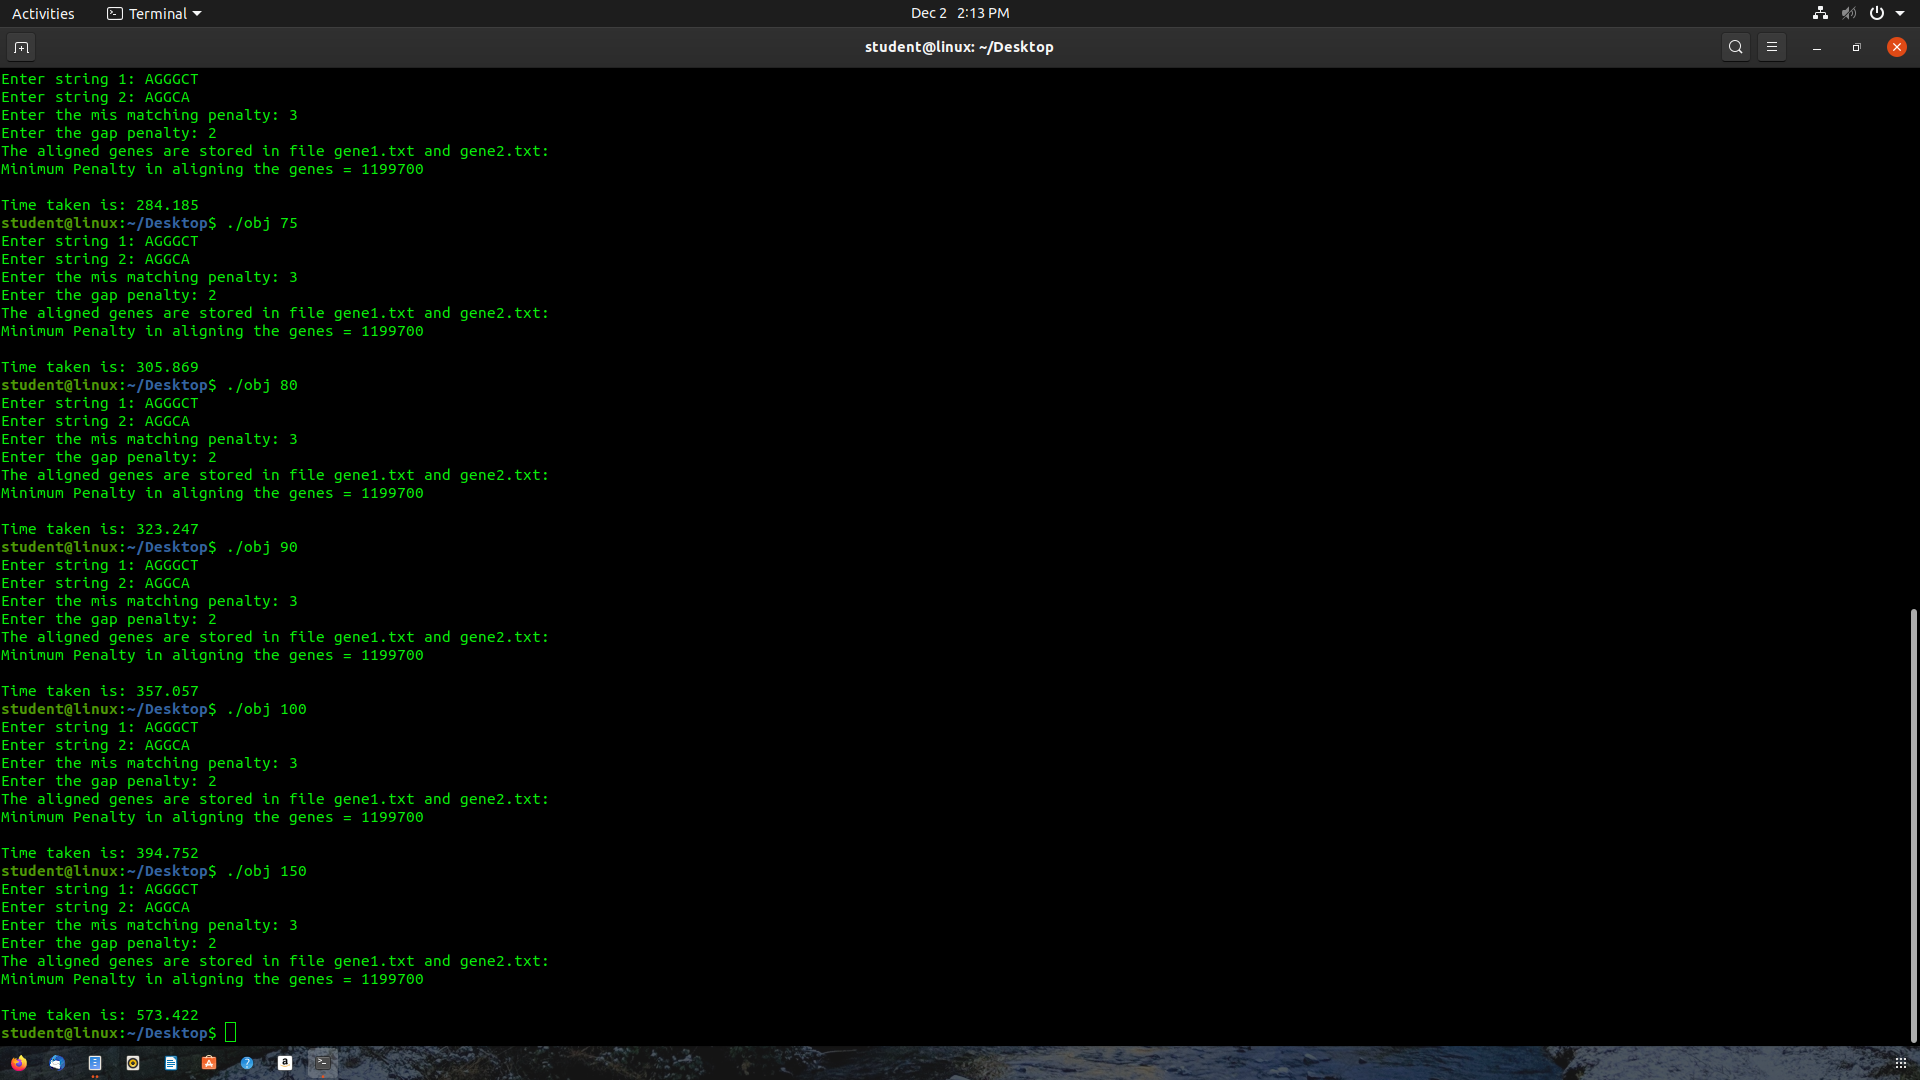 Activities Terminal Dec 2 2:13 PM
student@linux: ~/Desktop
Enter string 1: AGGGCT
Enter string 2: AGGCA
Enter the mis matching penalty: 3
Enter the gap penalty: 2
The aligned genes are stored in file gene1.txt and gene2.txt:
Minimum Penalty in aligning the genes = 1199700
Time taken is: 284.185
student@linux:~/Desktop$ ./obj 75
Enter string 1: AGGGCT
Enter string 2: AGGCA
Enter the mis matching penalty: 3
Enter the gap penalty: 2
The aligned genes are stored in file gene1.txt and gene2.txt:
Minimum Penalty in aligning the genes = 1199700
Time taken is: 305.869
student@linux:~/Desktop$ ./obj 80
Enter string 1: AGGGCT
Enter string 2: AGGCA
Enter the mis matching penalty: 3
Enter the gap penalty: 2
The aligned genes are stored in file gene1.txt and gene2.txt:
Minimum Penalty in aligning the genes = 1199700
Time taken is: 323.247
student@linux:~/Desktop$ ./obj 90
Enter string 1: AGGGCT
Enter string 2: AGGCA
Enter the mis matching penalty: 3
Enter the gap penalty: 2
The aligned genes are stored in file gene1.txt and gene2.txt:
Minimum Penalty in aligning the genes = 1199700
Time taken is: 357.057
student@linux:~/Desktop$ ./obj 100
Enter string 1: AGGGCT
Enter string 2: AGGCA
Enter the mis matching penalty: 3
Enter the gap penalty: 2
The aligned genes are stored in file gene1.txt and gene2.txt:
Minimum Penalty in aligning the genes = 1199700
Time taken is: 394.752
student@linux:~/Desktop$ ./obj 150
Enter string 1: AGGGCT
Enter string 2: AGGCA
Enter the mis matching penalty: 3
Enter the gap penalty: 2
The aligned genes are stored in file gene1.txt and gene2.txt:
Minimum Penalty in aligning the genes = 1199700
Time taken is: 573.422
student@linux:~/Desktop$